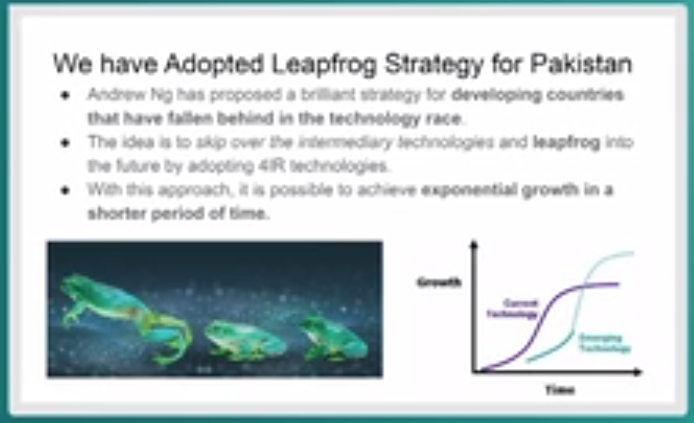 We have Adopted Leapfrog Strategy for Pakistan
● Andrew Ng has proposed a brilliant strategy for developing countries
that have fallen behind in the technology race.
● The idea is to skip over the intermediary technologies and leapfrog into
the future by adopting 4IR technologies.
● With this approach, it is possible to achieve exponential growth in a
shorter period of time.
Growth
Current
Technology
Emerging
Technology
Time